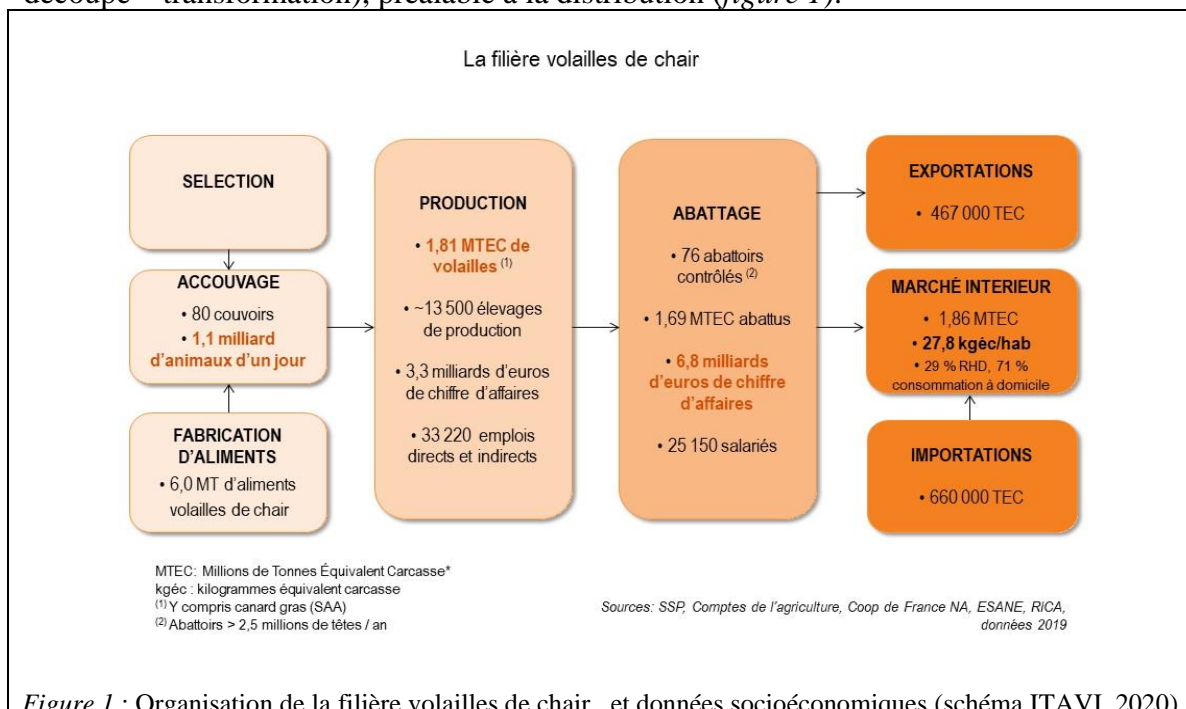 découpe – transformation), préalable à la distribution (figure 1).
La filière volailles de chair
SELECTION
ACCOUVAGE
• 80 couvoirs
• 1,1 milliard
d’animaux d’un jour
FABRICATION
D’ALIMENTS
• 6,0 MT d’aliments
volailles de chair
PRODUCTION
• 1,81 MTEC de
volailles (1)
• ~13 500 élevages
de production
• 3,3 milliards d’euros
de chiffre d’affaires
• 33 220 emplois
directs et indirects
ABATTAGE
• 76 abattoirs
contrôlés (2)
• 1,69 MTEC abattus
• 6,8 milliards
d’euros de chiffre
d’affaires
• 25 150 salariés
EXPORTATIONS
• 467 000 TEC
MARCHÉ INTERIEUR
• 1,86 MTEC
• 27,8 kgéc/hab
• 29 % RHD, 71 %
consommation à domicile
IMPORTATIONS
• 660 000 TEC
MTEC: Millions de Tonnes Équivalent Carcasse*
kgéc : kilogrammes équivalent carcasse
(1) Y compris canard gras (SAA)
(2) Abattoirs > 2,5 millions de têtes / an
Sources: SSP, Comptes de l’agriculture, Coop de France NA, ESANE, RICA,
données 2019
Figure 1 : Organisation de la filière volailles de chair et données socioéconomiques (schéma ITAVI, 2020)